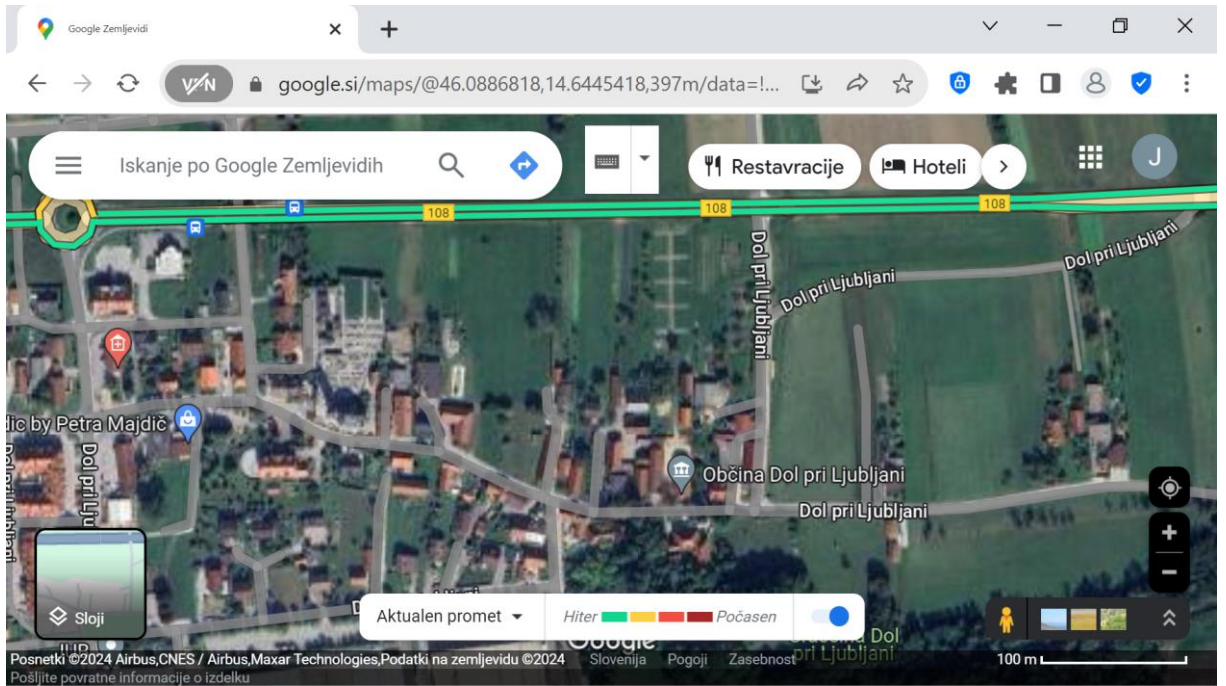 Google Zemljevidi
VPN
google.si/maps/@46.0886818,14.6445418,397m/data=!...
Iskanje po Google Zemljevidih
Restavracije
Hoteli
J
108
108
108
Dol pri Ljubljani
Dol pri Ljubljani
Dol pri Ljubljani
dic by Petra Majdič
Občina Dol pri Ljubljani
Dol pri Ljubljani
Sloji
Aktualen promet
Hiter
Počasen
Google
Dol
pri Ljubljani
100 m
Posnetki ©2024 Airbus,CNES / Airbus,Maxar Technologies,Podatki na zemljevidu ©2024
Slovenija
Pogoji
Zasebnost
Pošljite povratne informacije o izdelku